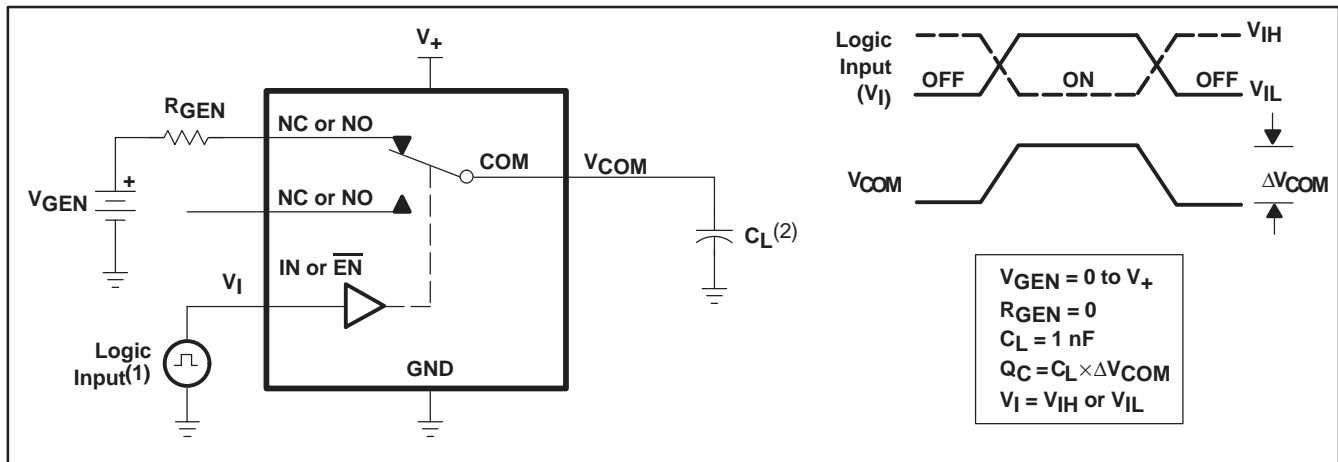 V+
RGEN
NC or NO
COM
VCOM
VGEN
+
NC or NO
CL(2)
IN or EN
VI
Logic
Input(1)
GND
Logic
Input
(VI)
OFF
ON
OFF
VIH
VIL
VCOM
ΔVCOM
VGEN = 0 to V+
RGEN = 0
CL = 1 nF
QC = CL × ΔVCOM
VI = VIH or VIL